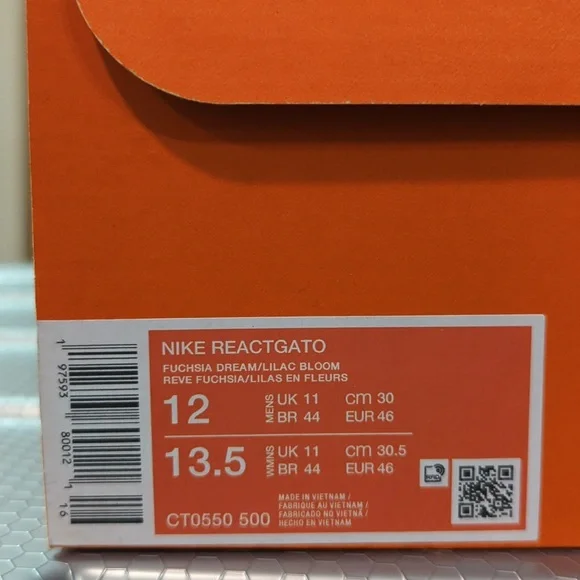 NIKE REACTGATO
FUCHSIA DREAM/LILAC BLOOM
REVE FUCHSIA/LILAS EN FLEURS
12 MENS UK 11 CM 30
BR 44 EUR 46
13.5 WMNS UK 11 CM 30.5
BR 44 EUR 46
MADE IN VIETNAM /
FABRIQUE AU VIETNAM /
FABRICADO NO VIETNÃ /
HECHO EN VIETNAM
CT0550 500
1 97593 80012 1 16